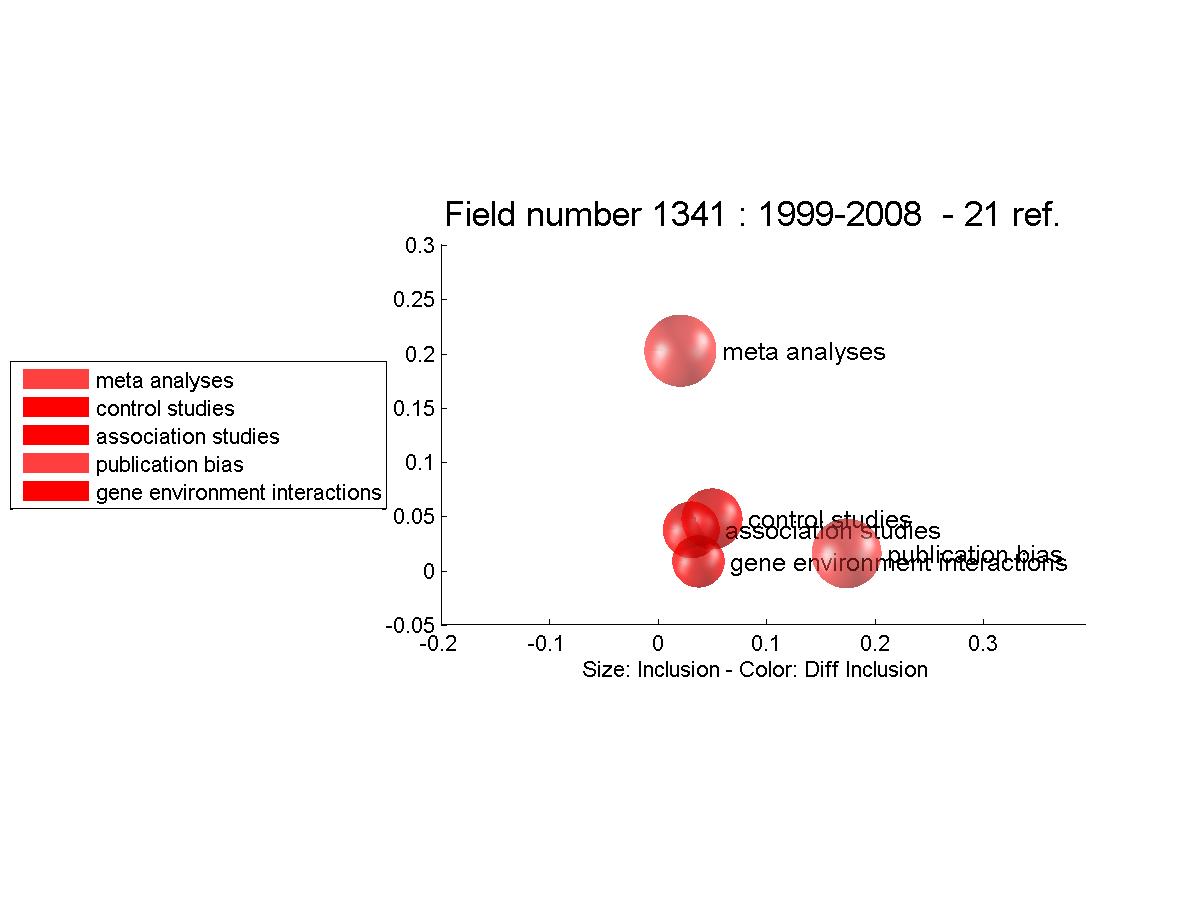 Field number 1341 : 1999-2008 - 21 ref.
0.3
0.25
0.2
0.15
0.1
0.05
0
-0.05
-0.2
-0.1
0
0.1
0.2
0.3
Size: Inclusion - Color: Diff Inclusion
meta analyses
control studies
association studies
publication bias
gene environment interactions
meta analyses
control studies
association studies
publication bias
gene environment interactions